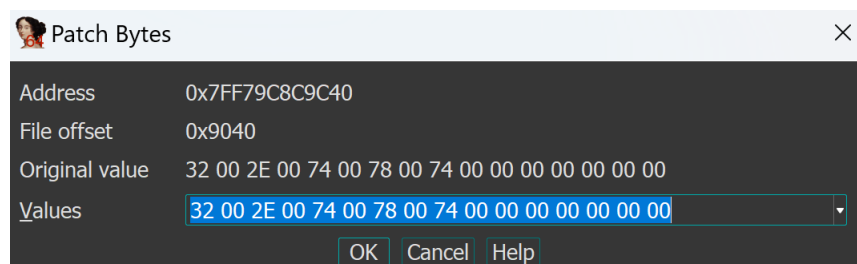 64
Patch Bytes
Address 0x7FF79C8C9C40
File offset 0x9040
Original value 32 00 2E 00 74 00 78 00 74 00 00 00 00 00 00 00
Values 32 00 2E 00 74 00 78 00 74 00 00 00 00 00 00 00
OK Cancel Help